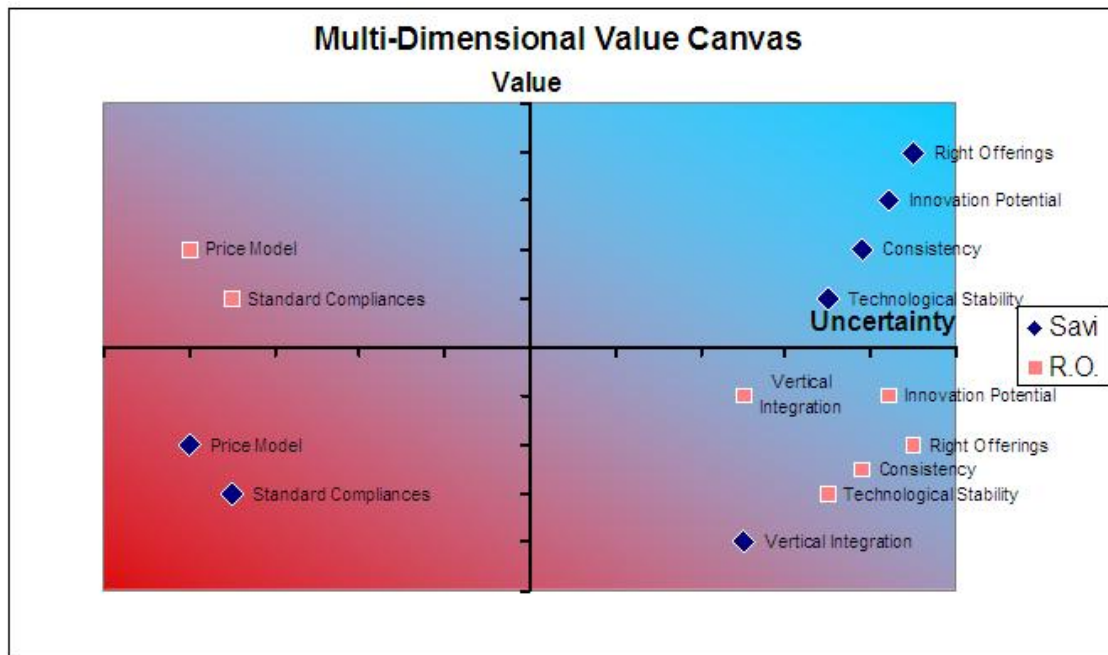 Multi-Dimensional Value Canvas
Value
Right Offerings
Innovation Potential
Price Model
Consistency
Standard Compliances
Technological Stability
Uncertainty
Savi
R.O.
Vertical
Integration
Innovation Potential
Price Model
Right Offerings
Consistency
Standard Compliances
Technological Stability
Vertical Integration